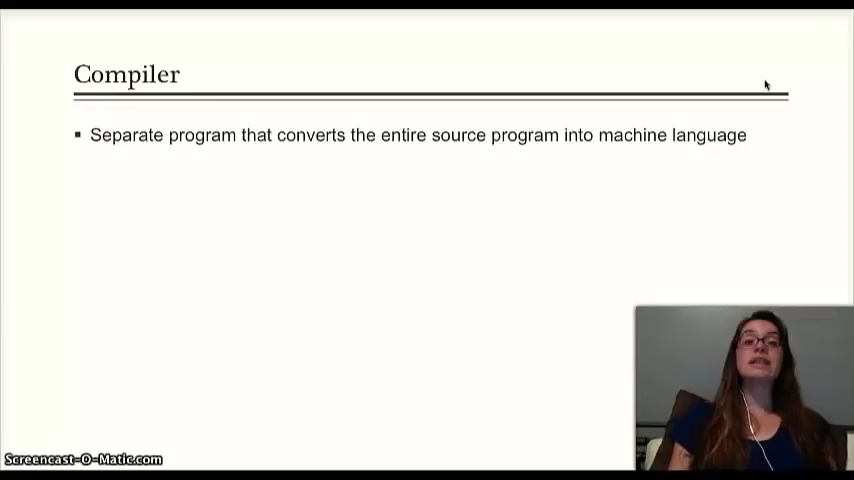 Compiler
▪ Separate program that converts the entire source program into machine language
Screencast-O-Matic.com